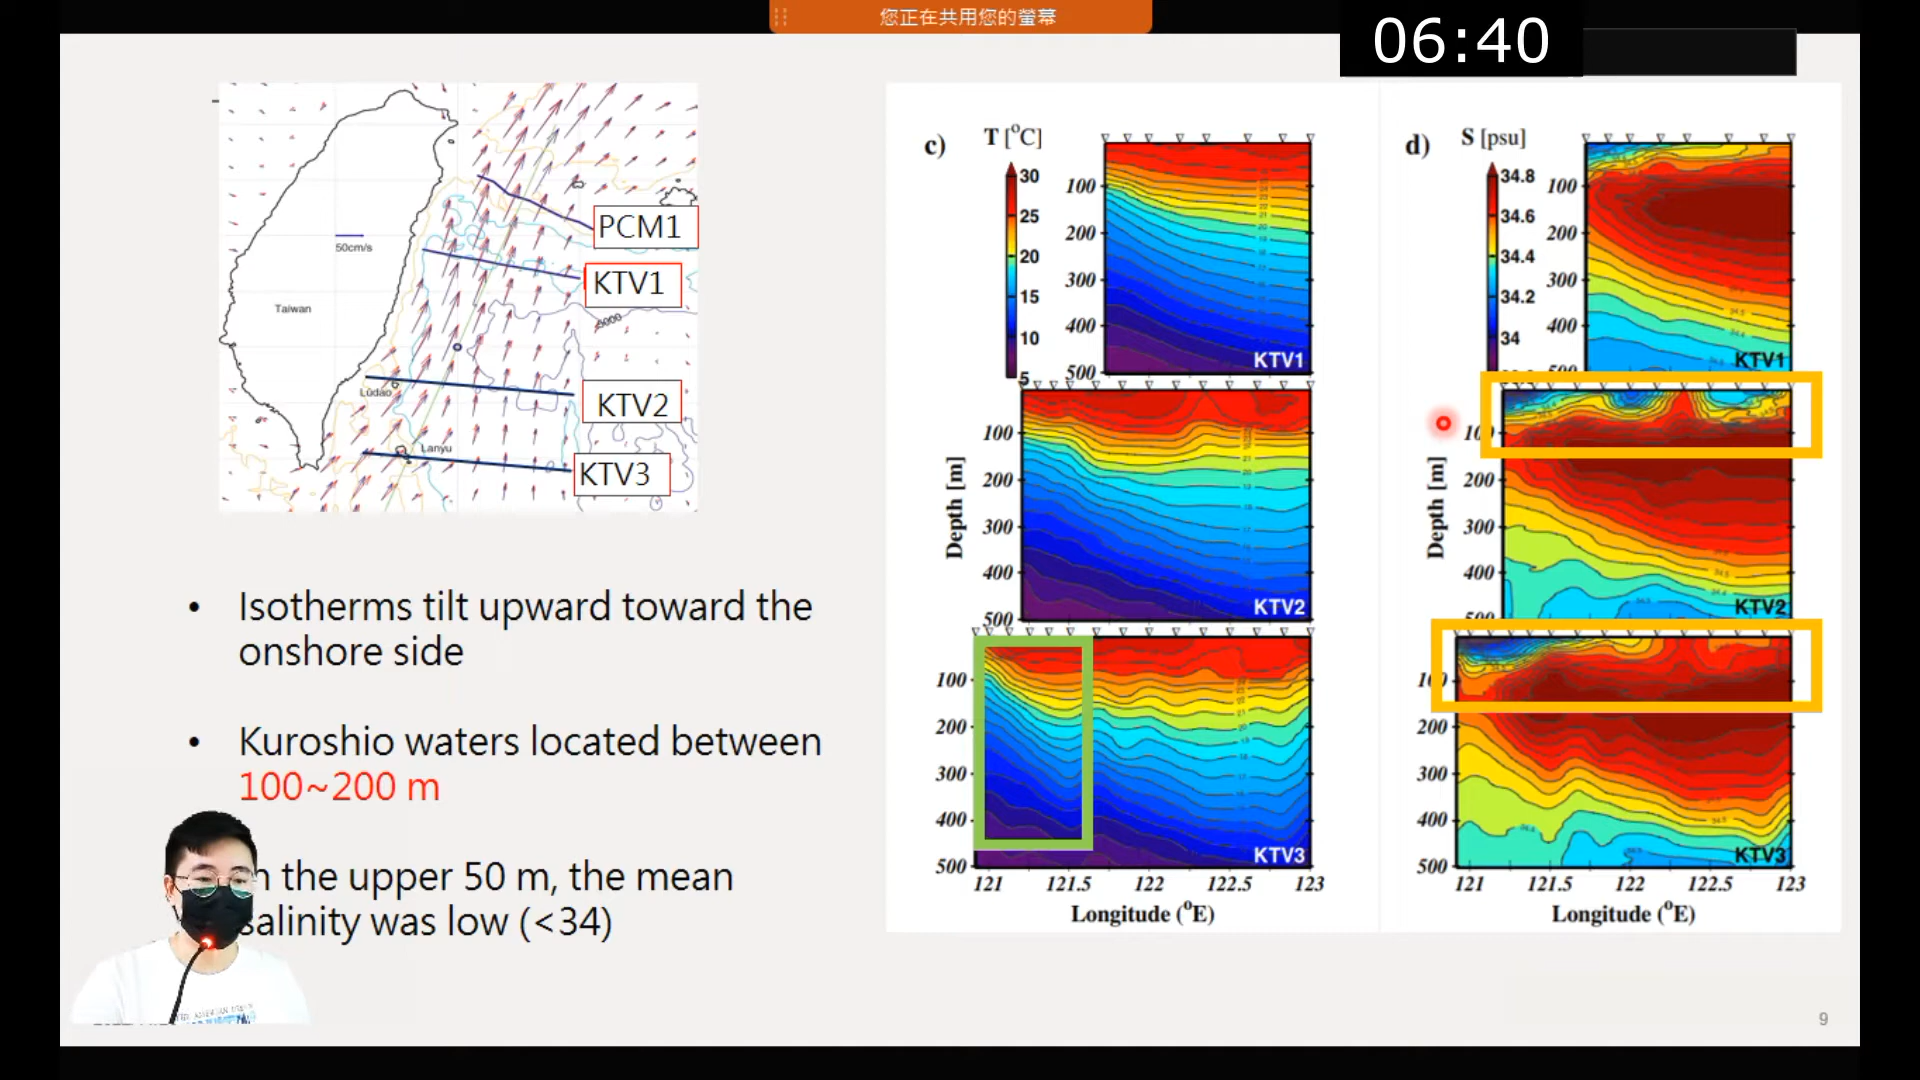 您正在共用您的螢幕
06:40
PCM1
KTV1
50cm/s
Taiwan
5000
KTV2
Lüdao
Lanyu
KTV3
• Isotherms tilt upward toward the
onshore side
• Kuroshio waters located between
100~200 m
n the upper 50 m, the mean
salinity was low (<34)
c) T [°C]
30
25
20
15
10
5
100
200
300
400
500
KTV1
100
200
300
400
500
KTV2
Depth [m]
100
200
300
400
500
KTV3
121 121.5 122 122.5 123
Longitude (°E)
d) S [psu]
34.8
34.6
34.4
34.2
34
100
200
300
400
500
KTV1
100
200
300
400
500
KTV2
Depth [m]
100
200
300
400
500
KTV3
121 121.5 122 122.5 123
Longitude (°E)
9